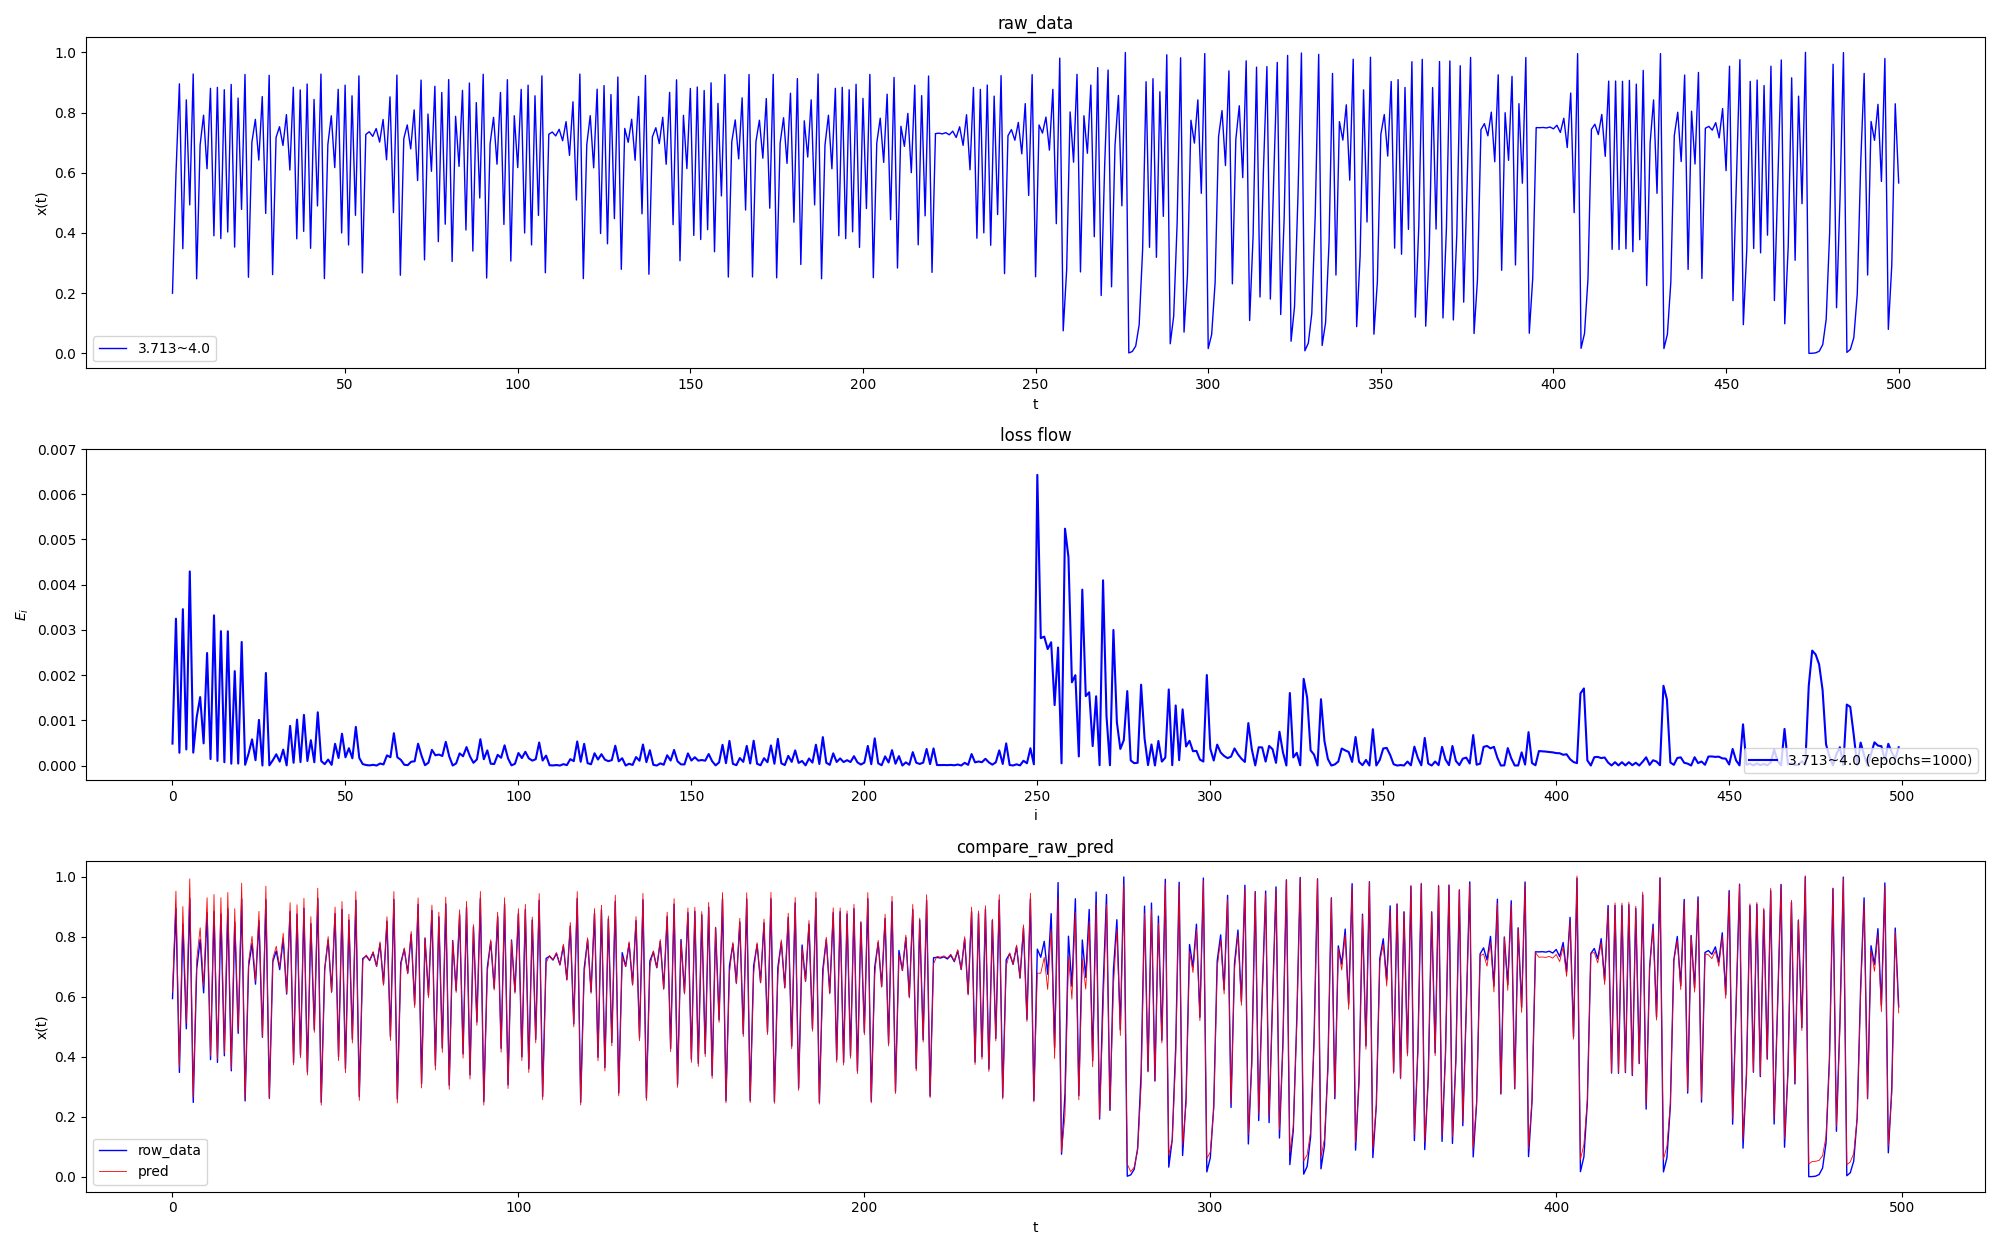 raw_data
1.0
0.8
0.6
0.4
0.2
0.0
x(t)
3.713~4.0
50 100 150 200 250 300 350 400 450 500
t
loss flow
0.007
0.006
0.005
0.004
0.003
0.002
0.001
0.000
E_i
3.713~4.0 (epochs=1000)
0 50 100 150 200 250 300 350 400 450 500
i
compare_raw_pred
1.0
0.8
0.6
0.4
0.2
0.0
x(t)
row_data
pred
0 100 200 300 400 500
t